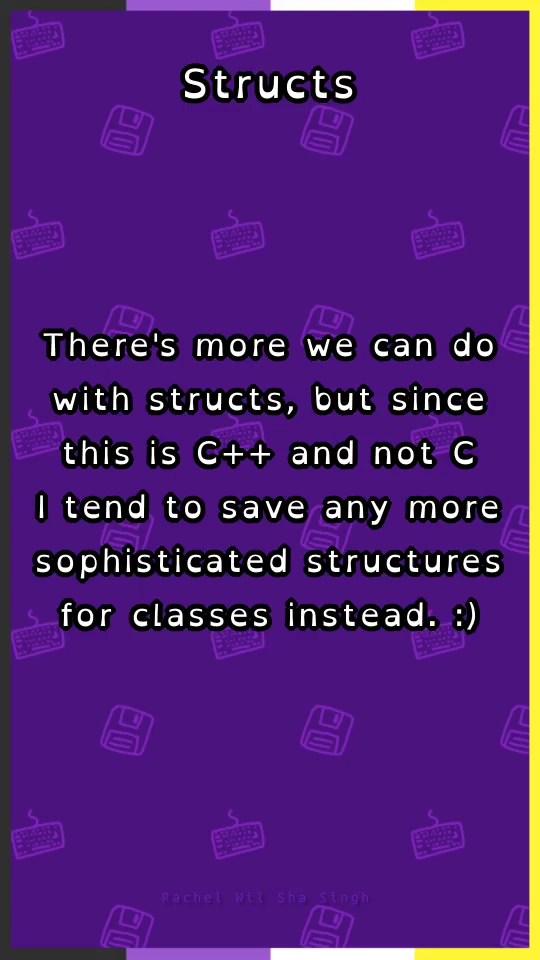 Structs
There's more we can do
with structs, but since
this is C++ and not C
I tend to save any more
sophisticated structures
for classes instead. :)
Rachel Wil Sha Singh